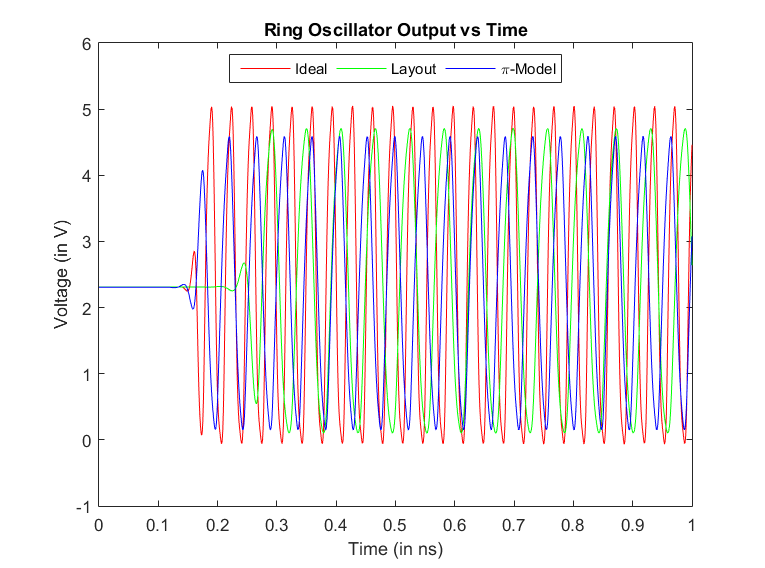 Ring Oscillator Output vs Time
Ideal Layout π-Model
6
5
4
3
2
1
0
-1
Voltage (in V)
0 0.1 0.2 0.3 0.4 0.5 0.6 0.7 0.8 0.9 1
Time (in ns)